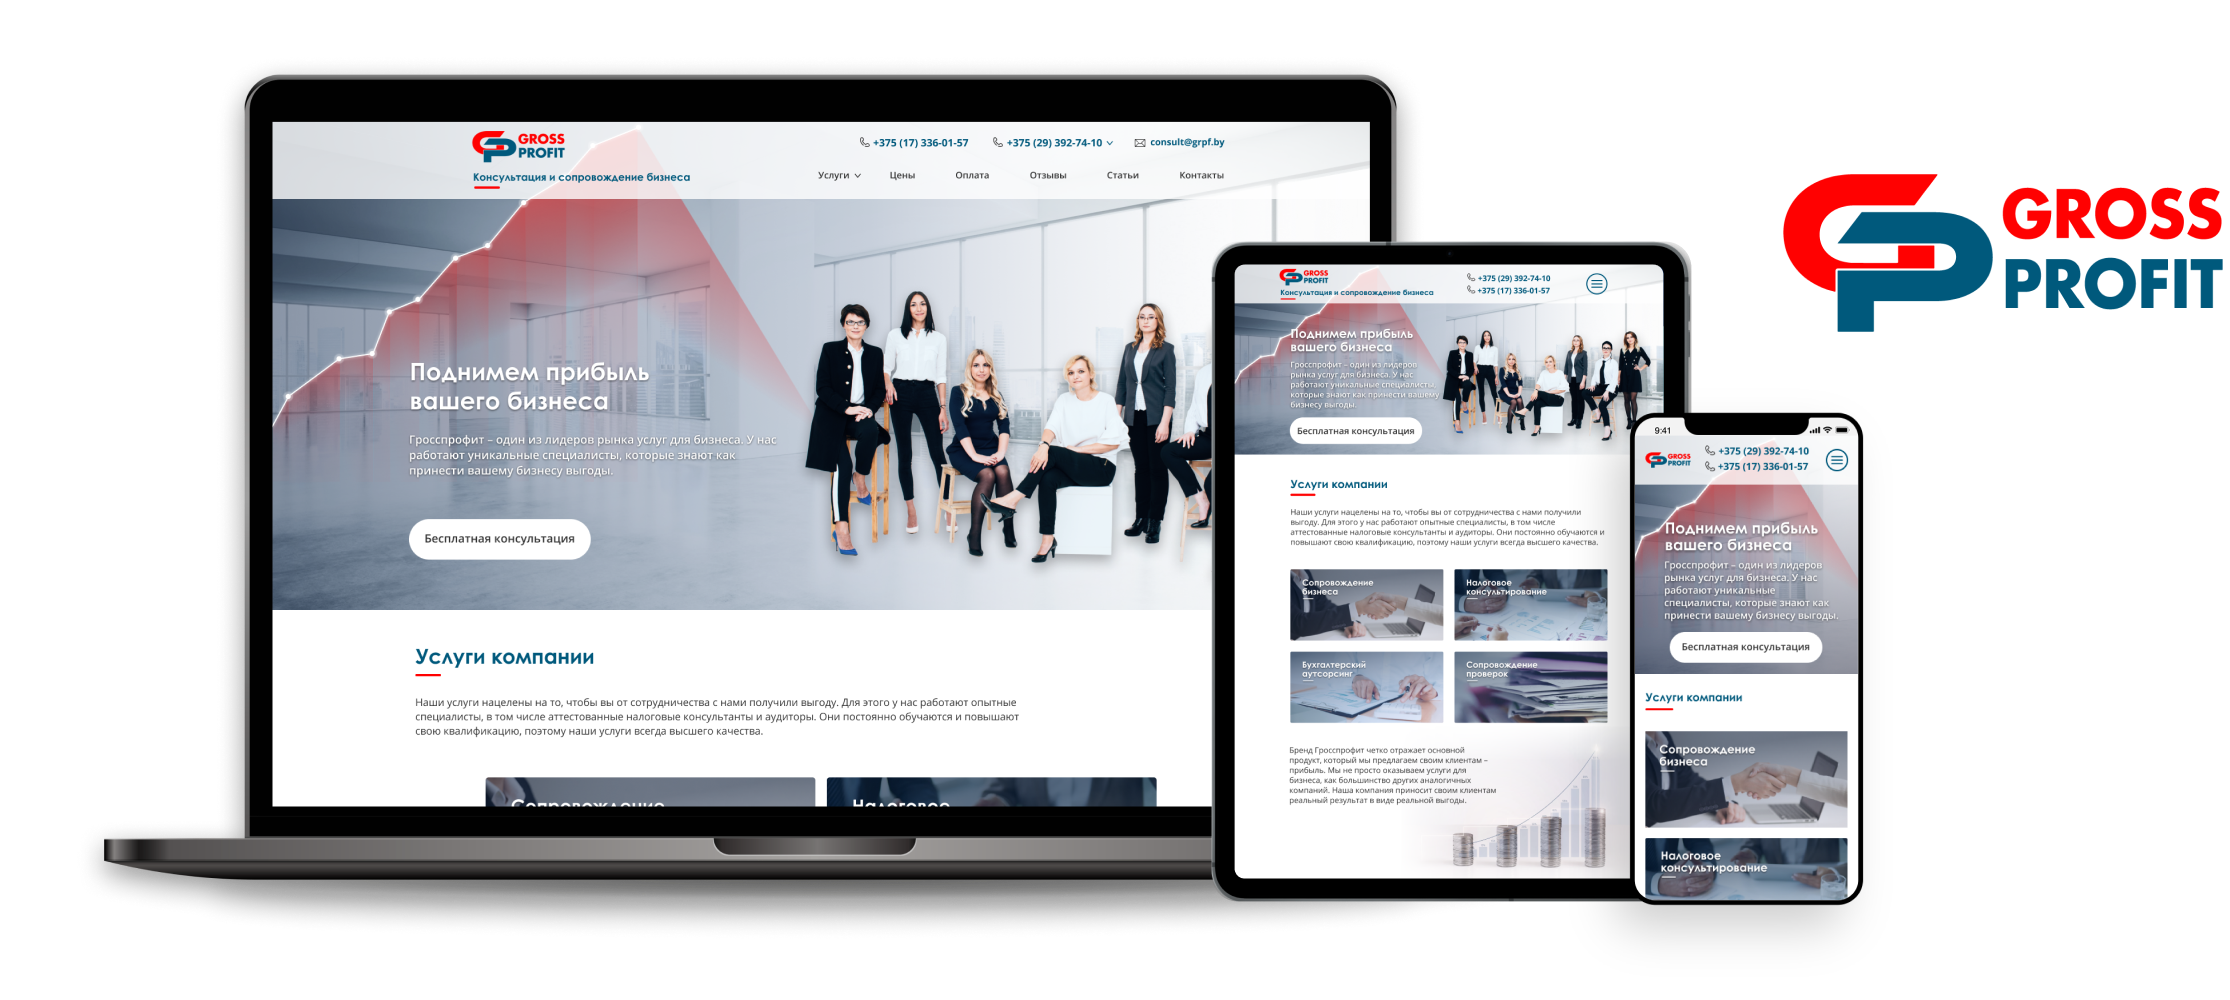 GROSS
PROFIT
Консультация и сопровождение бизнеса
+375 (17) 336-01-57
+375 (29) 392-74-10
consult@grpf.by
Услуги
Цены
Оплата
Отзывы
Статьи
Контакты
Поднимем прибыль
вашего бизнеса
Гросспрофит – один из лидеров рынка услуг для бизнеса. У нас
работают уникальные специалисты, которые знают как
принести вашему бизнесу выгоды.
Бесплатная консультация
Услуги компании
Наши услуги нацелены на то, чтобы вы от сотрудничества с нами получили выгоду. Для этого у нас работают опытные
специалисты, в том числе аттестованные налоговые консультанты и аудиторы. Они постоянно обучаются и повышают
свою квалификацию, поэтому наши услуги всегда высшего качества.
Сопровождение
Налоговое
GROSS
PROFIT
Консультация и сопровождение бизнеса
+375 (29) 392-74-10
+375 (17) 336-01-57
Поднимем прибыль
вашего бизнеса
Гросспрофит – один из лидеров
рынка услуг для бизнеса. У нас
работают уникальные специалисты,
которые знают как принести вашему
бизнесу выгоды.
Бесплатная консультация
Услуги компании
Наши услуги нацелены на то, чтобы вы от сотрудничества с нами получили
выгоду. Для этого у нас работают опытные специалисты, в том числе
аттестованные налоговые консультанты и аудиторы. Они постоянно обучаются и
повышают свою квалификацию, поэтому наши услуги всегда высшего качества.
Сопровождение
бизнеса
Налоговое
консультирование
Бухгалтерский
аутсорсинг
Сопровождение
проверок
Бренд Гросспрофит четко отражает основной
продукт, который мы предлагаем своим клиентам –
прибыль. Мы не просто оказываем услуги для
бизнеса, как большинство других аналогичных
компаний. Наша компания приносит своим клиентам
реальный результат в виде реальной выгоды.
9:41
GROSS
PROFIT
+375 (29) 392-74-10
+375 (17) 336-01-57
Поднимем прибыль
вашего бизнеса
Гросспрофит – один из лидеров
рынка услуг для бизнеса. У нас
работают уникальные
специалисты, которые знают как
принести вашему бизнесу выгоды.
Бесплатная консультация
Услуги компании
Сопровождение
бизнеса
Налоговое
консультирование
GROSS
PROFIT